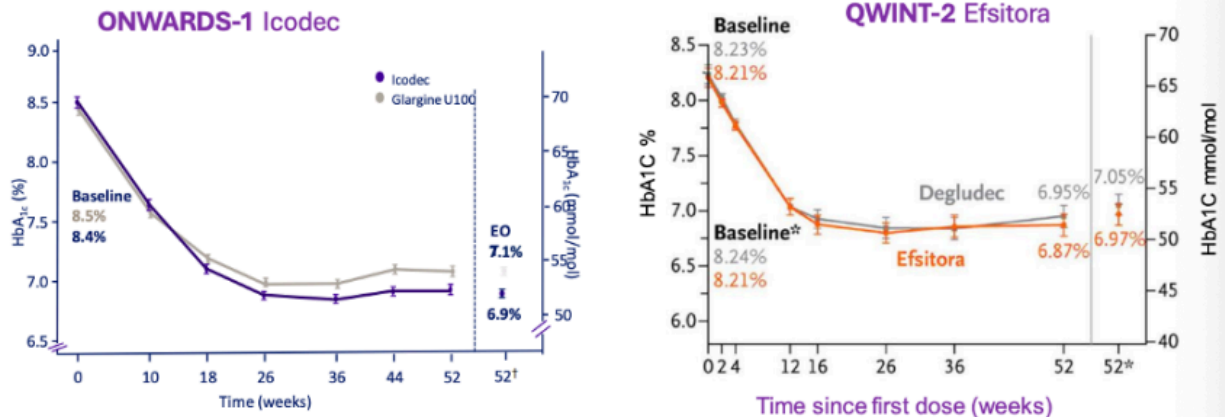 ONWARDS-1 Icodec
9.0
8.5
8.0
7.5
7.0
6.5
HbA1c (%)
Icodec
Glargine U100
Baseline
8.5%
8.4%
EO
7.1%
6.9%
70
65
60
55
50
HbA1c (mmol/mol)
0 10 18 26 36 44 52 52†
Time (weeks)
QWINT-2 Efsitora
8.5
8.0
7.5
7.0
6.5
6.0
HbA1C %
Baseline
8.23%
8.21%
Baseline*
8.24%
8.21%
Degludec
Efsitora
6.95%
6.87%
7.05%
6.97%
70
65
60
55
50
45
40
HbA1C mmol/mol
0 2 4 12 16 26 36 52 52*
Time since first dose (weeks)